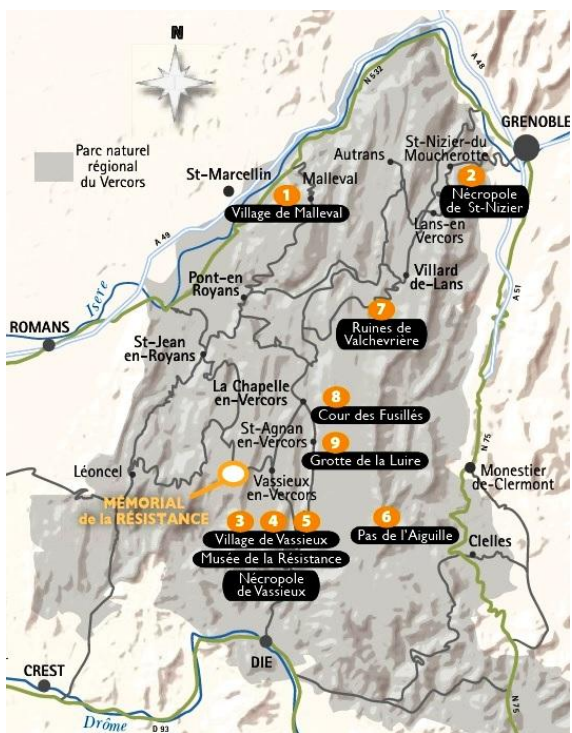 N
A 48
N 532
GRENOBLE
Parc naturel
régional
du Vercors
Autrans
St-Nizier-du
Moucherotte
St-Marcellin
Malleval
1
Village de Malleval
2
Nécropole
de St-Nizier
Lans-en
Vercors
A 49
Isère
Pont-en
Royans
Villard
de-Lans
A 51
7
Ruines de
Valchevrière
ROMANS
St-Jean
en-Royans
La Chapelle
en-Vercors
8
Cour des Fusillés
St-Agnan
en-Vercors
9
Grotte de la Luire
N 75
Léoncel
Monestier
de-Clermont
MÉMORIAL
de la RÉSISTANCE
Vassieux
en-Vercors
3
4
5
Village de Vassieux
Musée de la Résistance
Nécropole
de Vassieux
6
Pas de l'Aiguille
Clelles
DIE
CREST
Drôme
D 93
N 75